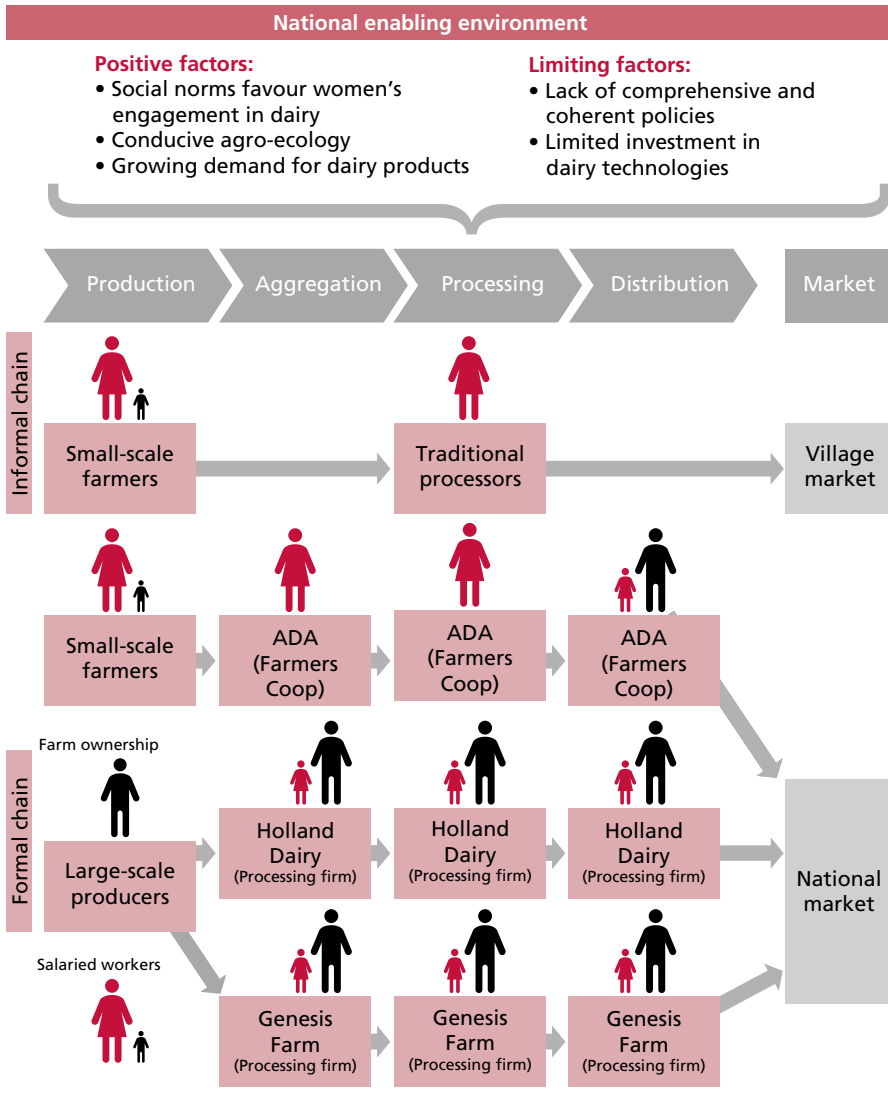 National enabling environment
Positive factors:
• Social norms favour women's
engagement in dairy
• Conducive agro-ecology
• Growing demand for dairy products
Limiting factors:
• Lack of comprehensive and
coherent policies
• Limited investment in
dairy technologies
Production
Aggregation
Processing
Distribution
Market
Informal chain
Small-scale
farmers
Traditional
processors
Village
market
Small-scale
farmers
ADA
(Farmers
Coop)
ADA
(Farmers
Coop)
ADA
(Farmers
Coop)
Formal chain
Farm ownership
Large-scale
producers
Salaried workers
Holland
Dairy
(Processing firm)
Holland
Dairy
(Processing firm)
Holland
Dairy
(Processing firm)
National
market
Genesis
Farm
(Processing firm)
Genesis
Farm
(Processing firm)
Genesis
Farm
(Processing firm)